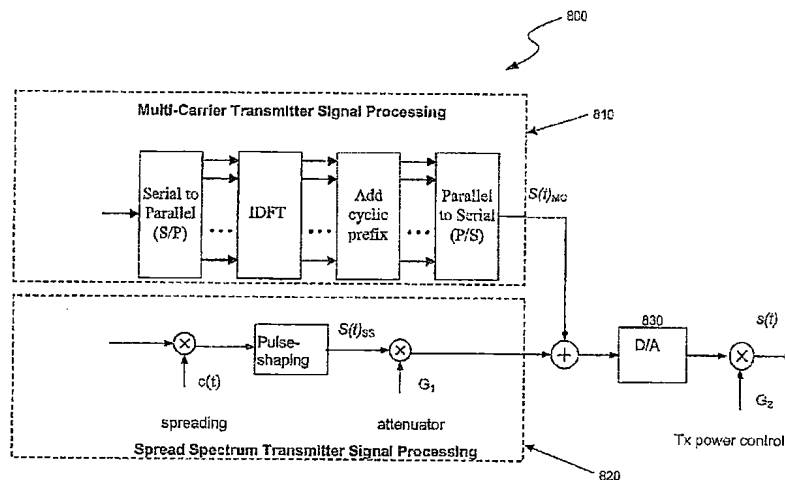 800
Multi-Carrier Transmitter Signal Processing
810
Serial to
Parallel
(S/P)
IDFT
Add
cyclic
prefix
Parallel
to Serial
(P/S)
S(t)MC
...
...
...
Pulse-
shaping
S(t)SS
c(t)
G1
spreading
attenuator
Spread Spectrum Transmitter Signal Processing
820
830
D/A
s(t)
G2
Tx power control